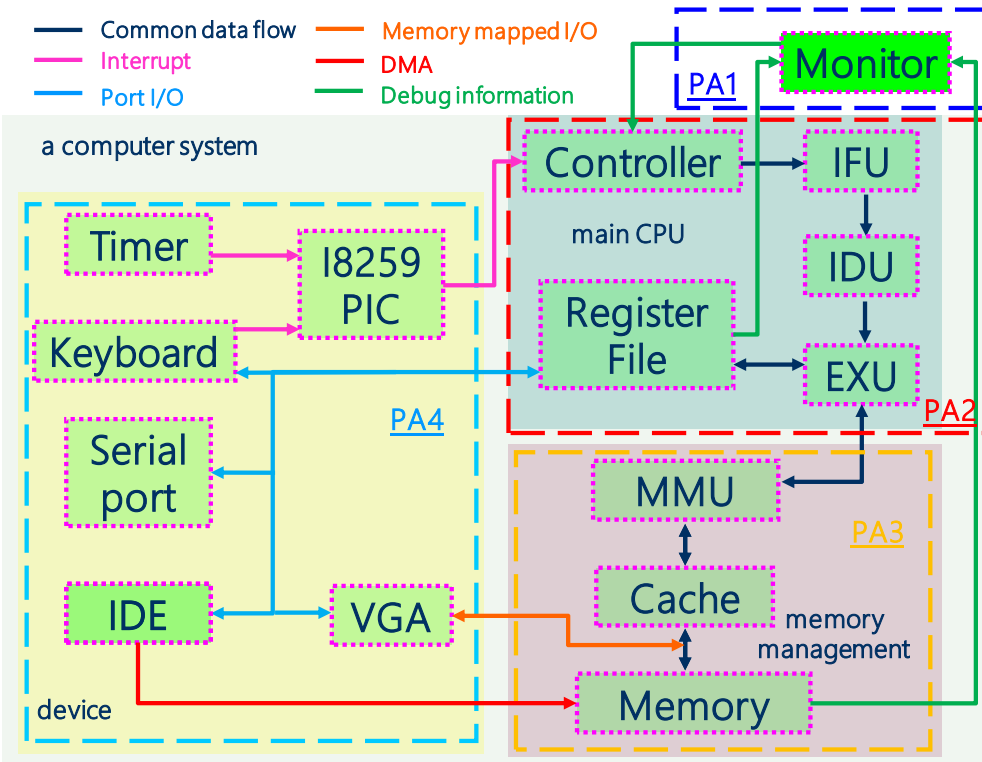 Common data flow
Memory mapped I/O
Interrupt
DMA
Port I/O
Debug information
PA1
Monitor
a computer system
Controller
IFU
main CPU
IDU
Register
File
EXU
PA2
Timer
I8259
PIC
Keyboard
PA4
Serial
port
IDE
VGA
device
MMU
PA3
Cache
memory
management
Memory